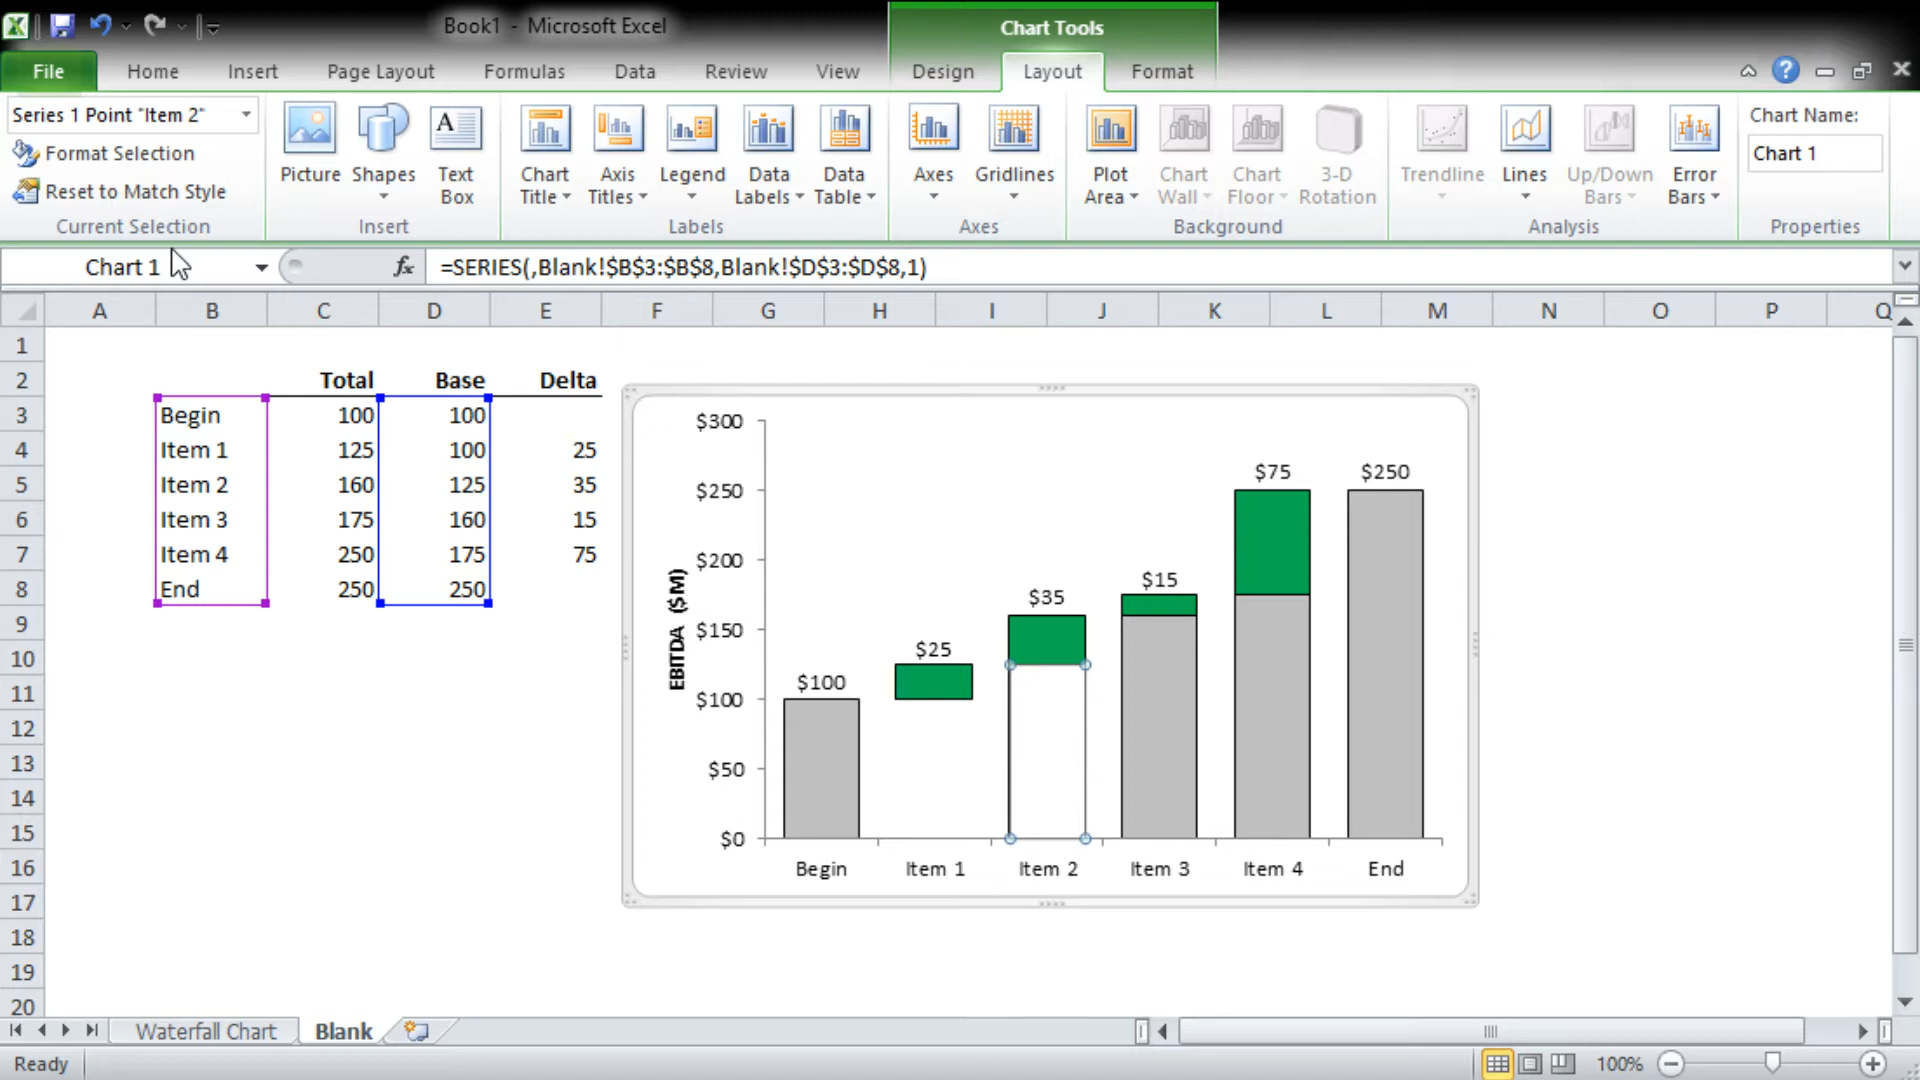 Book1 - Microsoft Excel
Chart Tools
File Home Insert Page Layout Formulas Data Review View Design Layout Format
Series 1 Point "Item 2"
Format Selection
Reset to Match Style
Current Selection
Picture
Shapes
Text
Box
Insert
Chart
Title
Axis
Titles
Legend
Data
Labels
Data
Table
Labels
Axes
Gridlines
Axes
Plot
Area
Chart
Wall
Chart
Floor
3-D
Rotation
Background
Trendline
Lines
Up/Down
Bars
Error
Bars
Analysis
Chart Name:
Chart 1
Properties
Chart 1 fx =SERIES(,Blank!$B$3:$B$8,Blank!$D$3:$D$8,1)
A B C D E F G H I J K L M N O P Q
1
2 Total Base Delta
3 Begin 100 100
4 Item 1 125 100 25
5 Item 2 160 125 35
6 Item 3 175 160 15
7 Item 4 250 175 75
8 End 250 250
9
10
11
12
13
14
15
16
17
18
19
20
EBITDA ($M)
$300
$250
$200
$150
$100
$50
$0
$100
$25
$35
$15
$75
$250
Begin Item 1 Item 2 Item 3 Item 4 End
Waterfall Chart Blank
Ready 100%